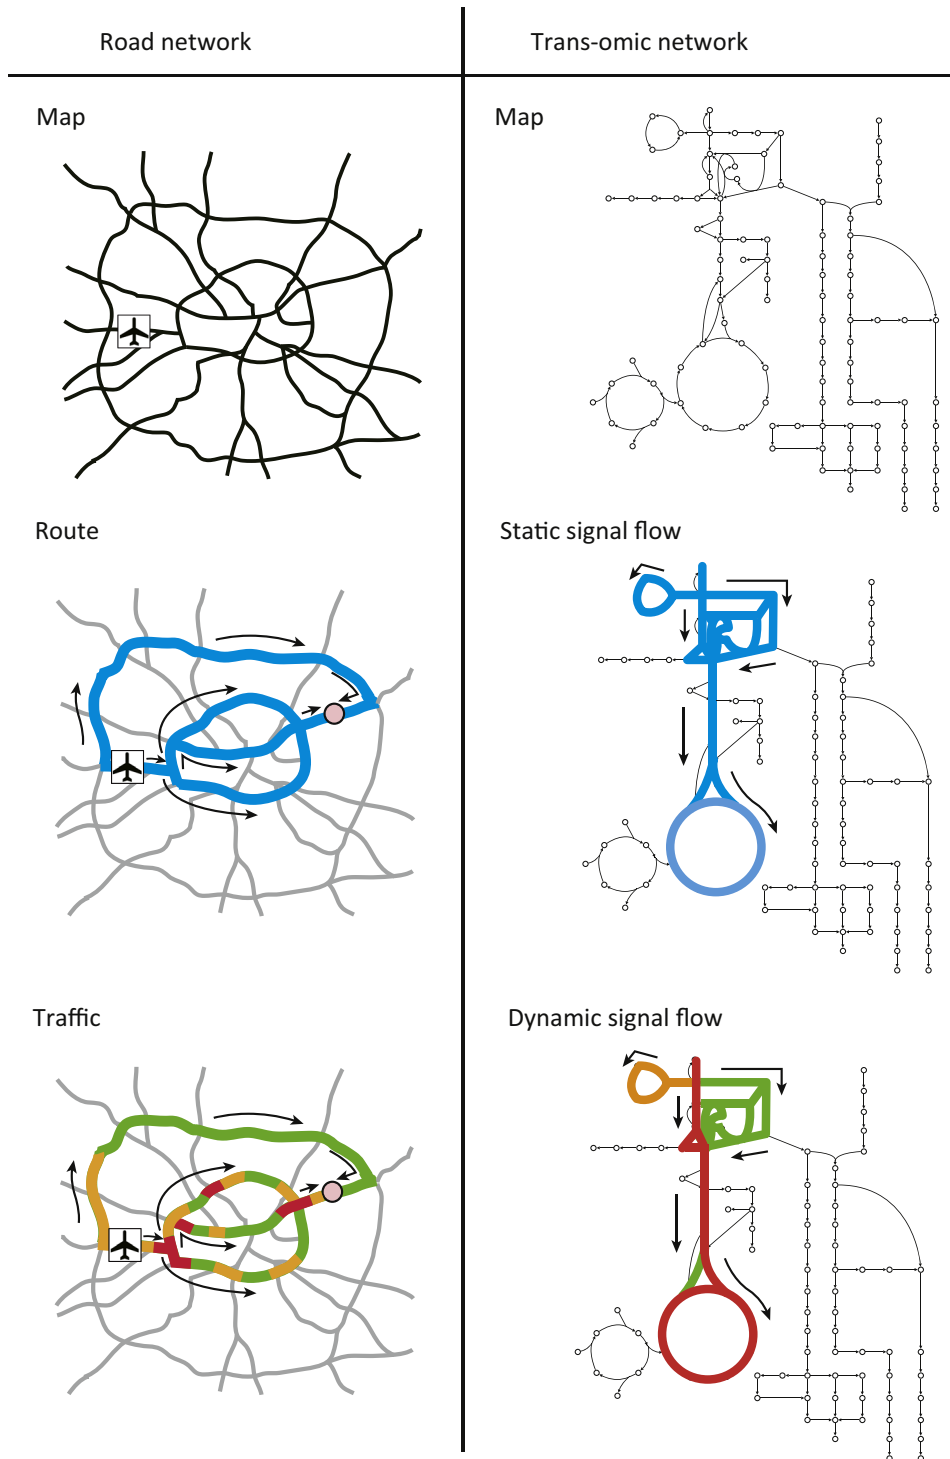 Road network
Trans-omic network
Map
Map
Route
Static signal flow
Traffic
Dynamic signal flow